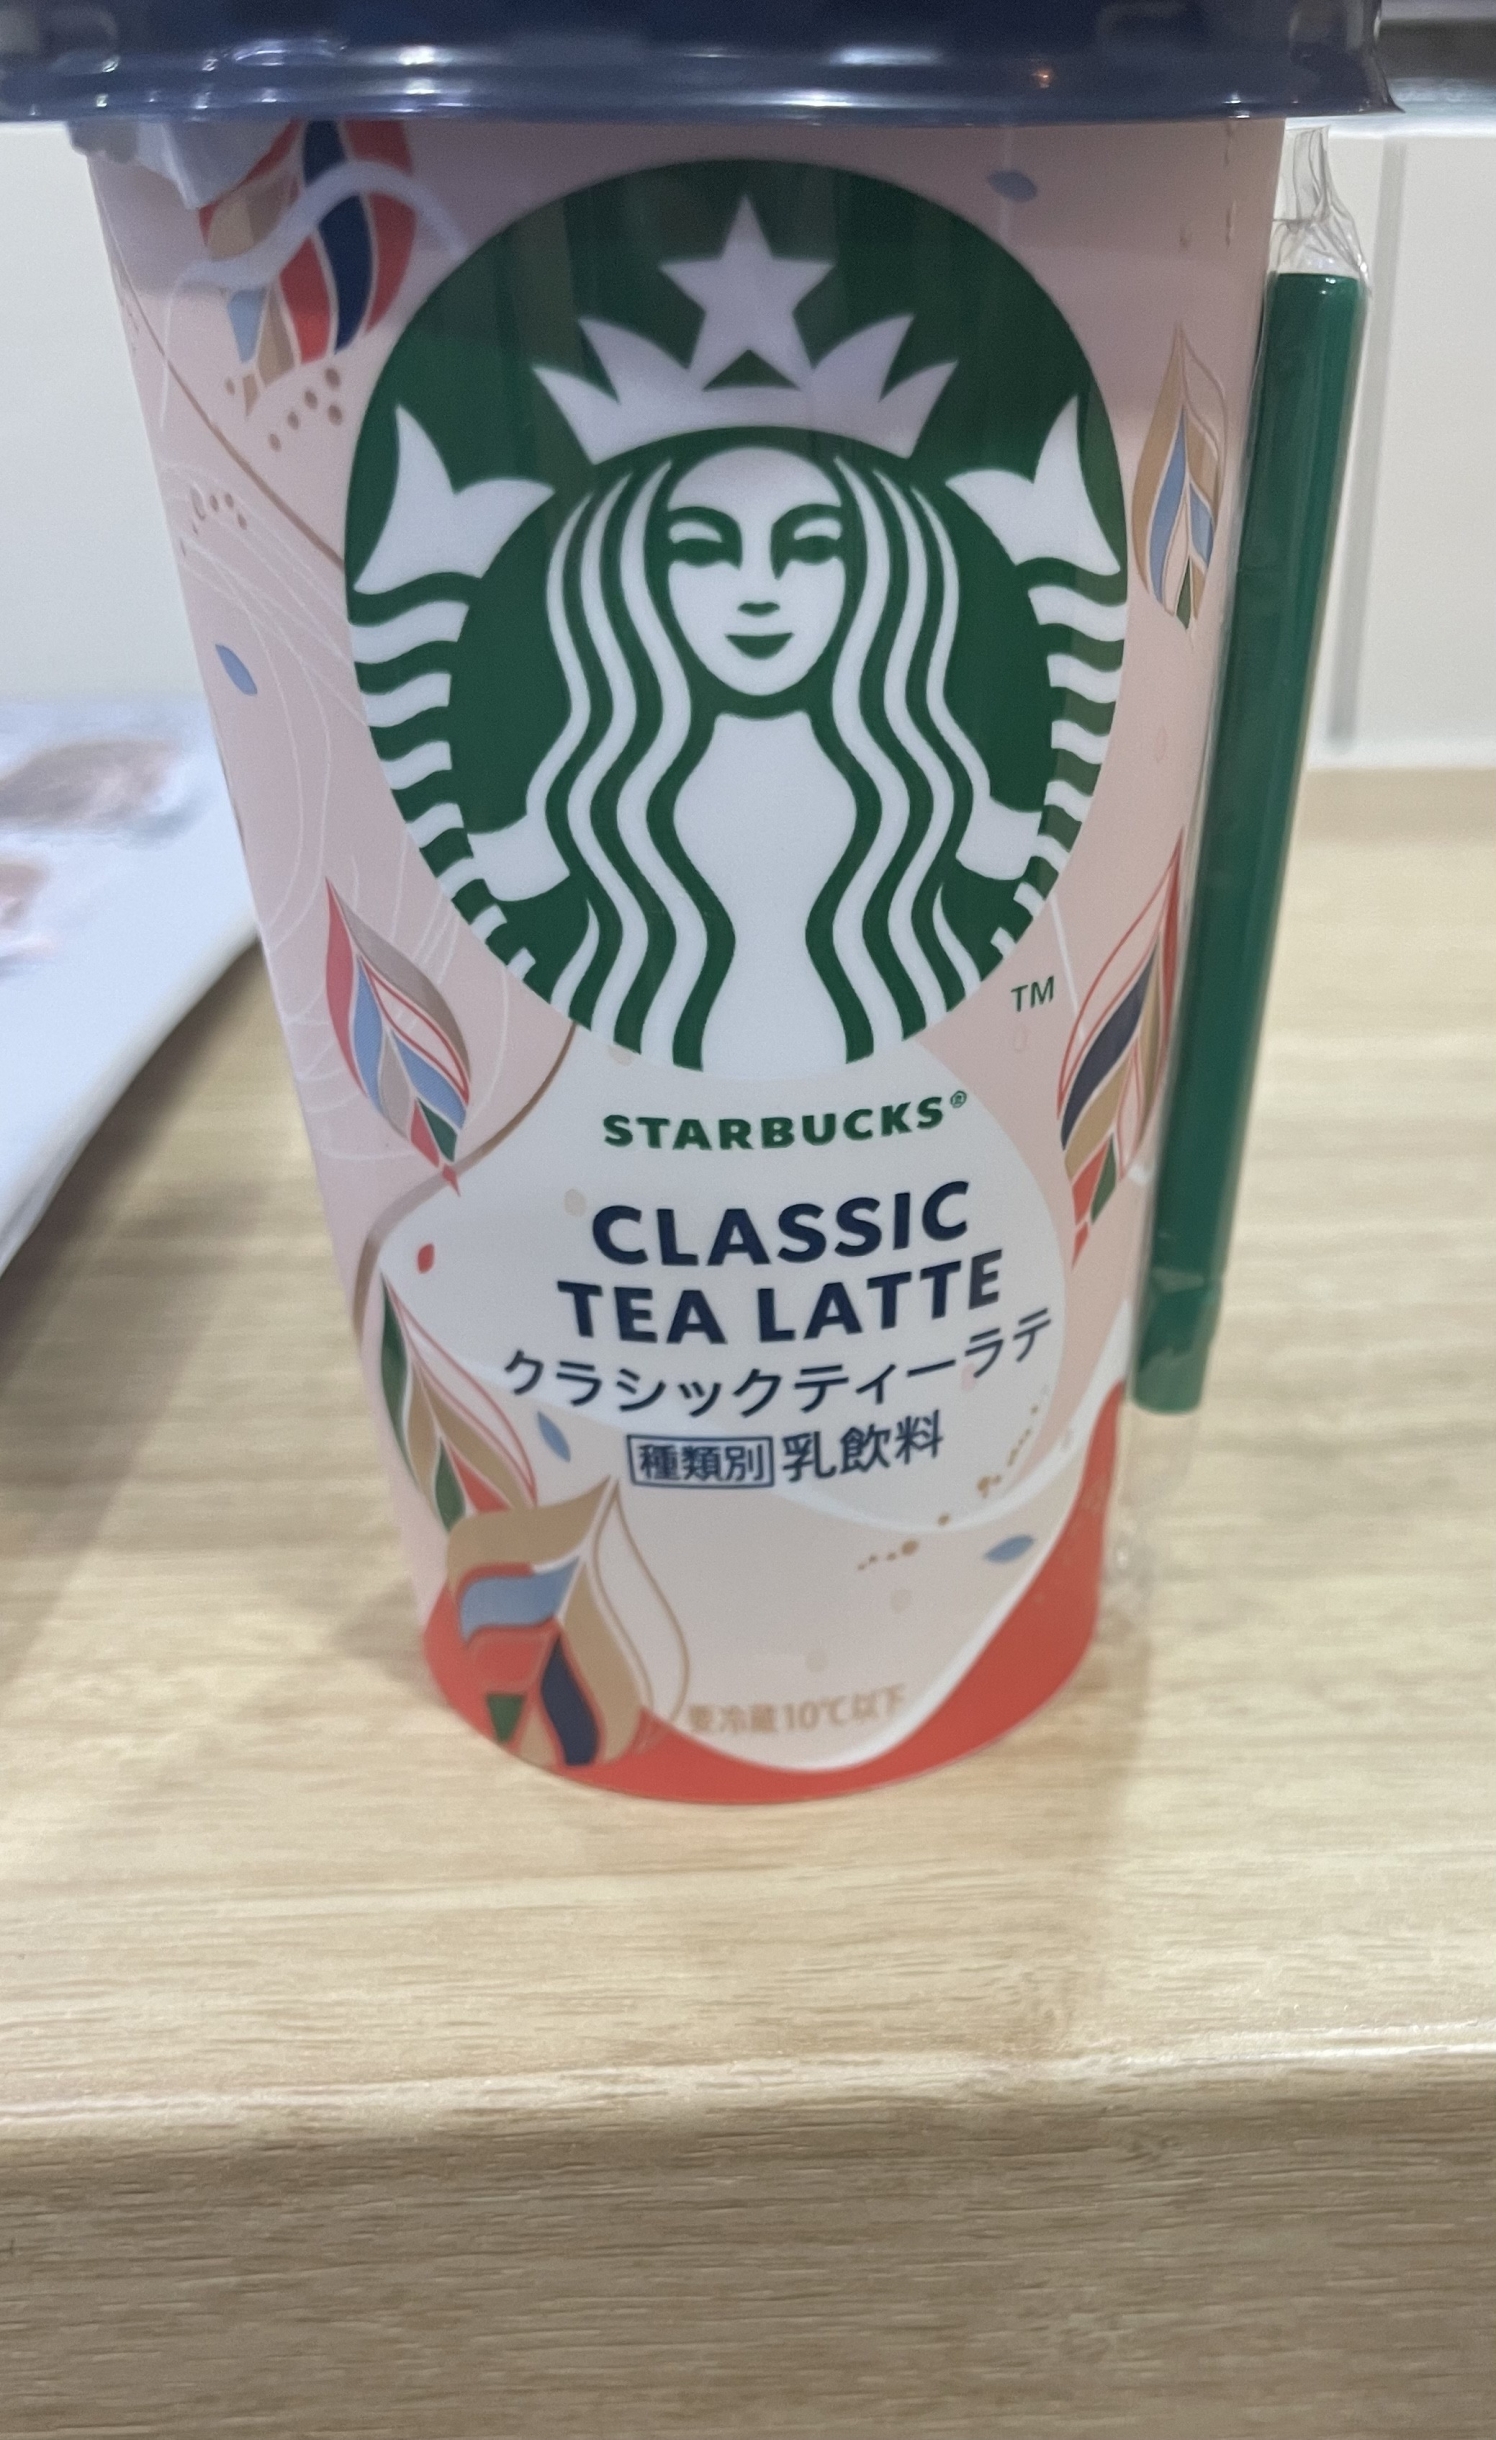 TM
STARBUCKS®
CLASSIC
TEA LATTE
クラシックティーラテ
種類別 乳飲料
要冷蔵10℃以下